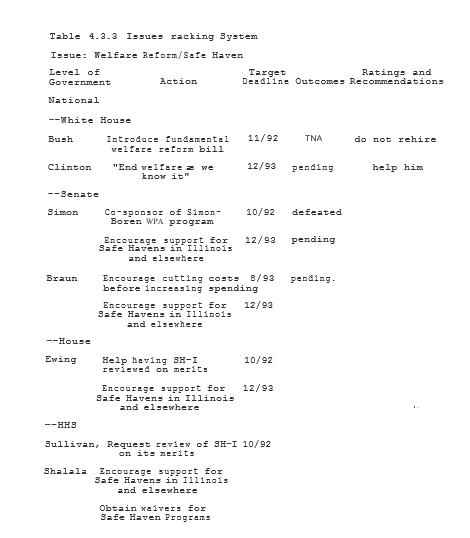 Table 4.3.3 Issues racking System
Issue: Welfare Reform/Safe Haven
Level of Target Ratings and
Government Action Deadline Outcomes Recommendations
National
--White House
Bush Introduce fundamental 11/92 TNA do not rehire
welfare reform bill
Clinton "End welfare as we 12/93 pending help him
know it"
--Senate
Simon Co-sponsor of Simon- 10/92 defeated
Boren WPA program
Encourage support for 12/93 pending
Safe Havens in Illinois
and elsewhere
Braun Encourage cutting costs 8/93 pending.
before increasing spending
Encourage support for 12/93
Safe Havens in Illinois
and elsewhere
--House
Ewing Help having SH-I 10/92
reviewed on merits
Encourage support for 12/93
Safe Havens in Illinois
and elsewhere
--HHS
Sullivan, Request review of SH-I 10/92
on its merits
Shalala Encourage support for
Safe Havens in Illinois
and elsewhere
Obtain waivers for
Safe Haven Programs